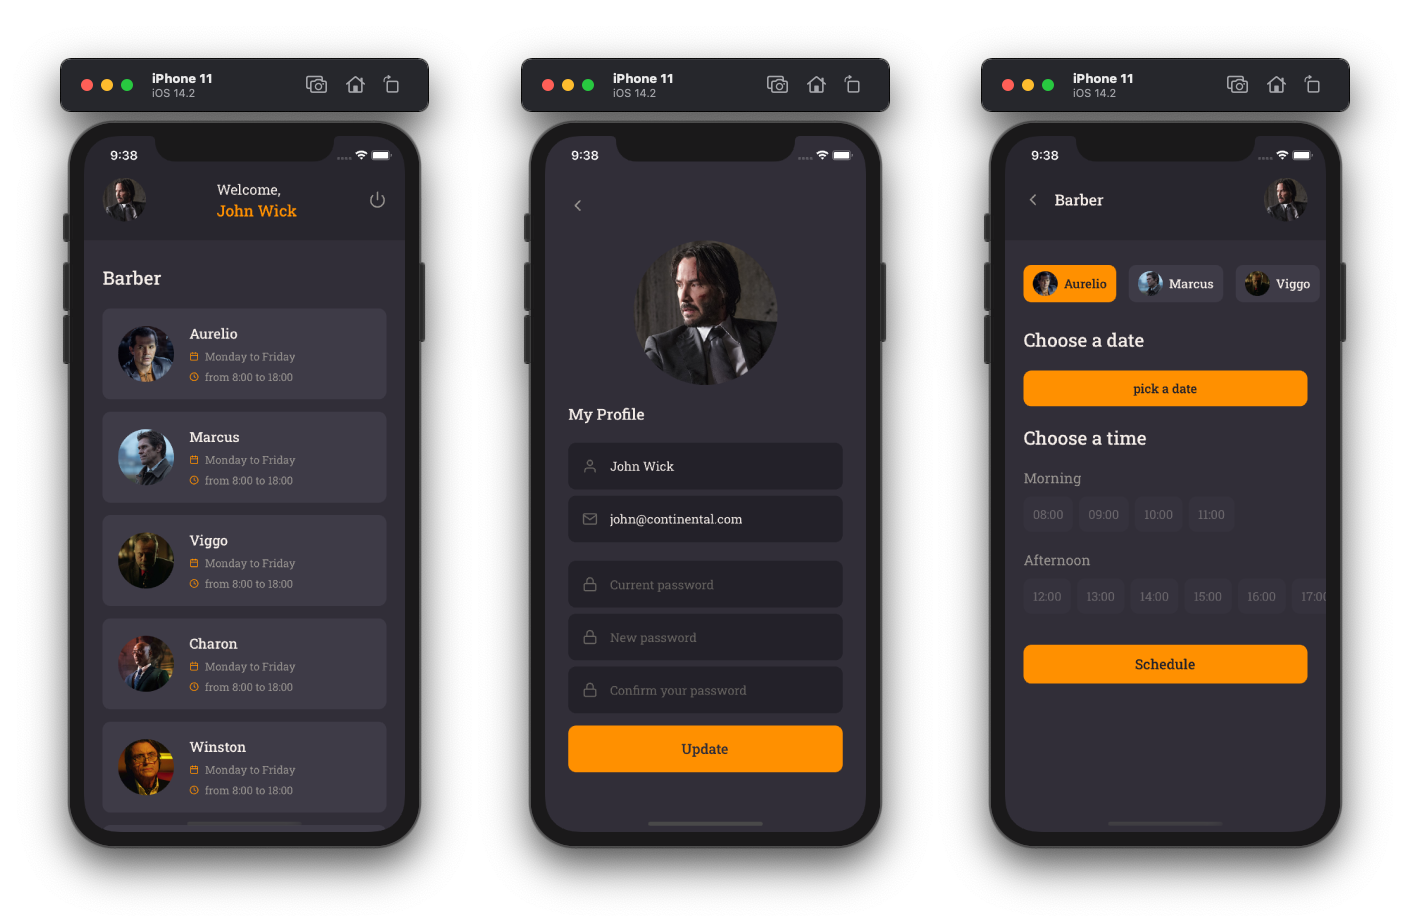 iPhone 11
iOS 14.2
9:38
Welcome,
John Wick
Barber
Aurelio
Monday to Friday
from 8:00 to 18:00
Marcus
Monday to Friday
from 8:00 to 18:00
Viggo
Monday to Friday
from 8:00 to 18:00
Charon
Monday to Friday
from 8:00 to 18:00
Winston
Monday to Friday
from 8:00 to 18:00
iPhone 11
iOS 14.2
9:38
My Profile
John Wick
john@continental.com
Current password
New password
Confirm your password
Update
iPhone 11
iOS 14.2
9:38
Barber
Aurelio Marcus Viggo
Choose a date
pick a date
Choose a time
Morning
08:00 09:00 10:00 11:00
Afternoon
12:00 13:00 14:00 15:00 16:00 17:00
Schedule